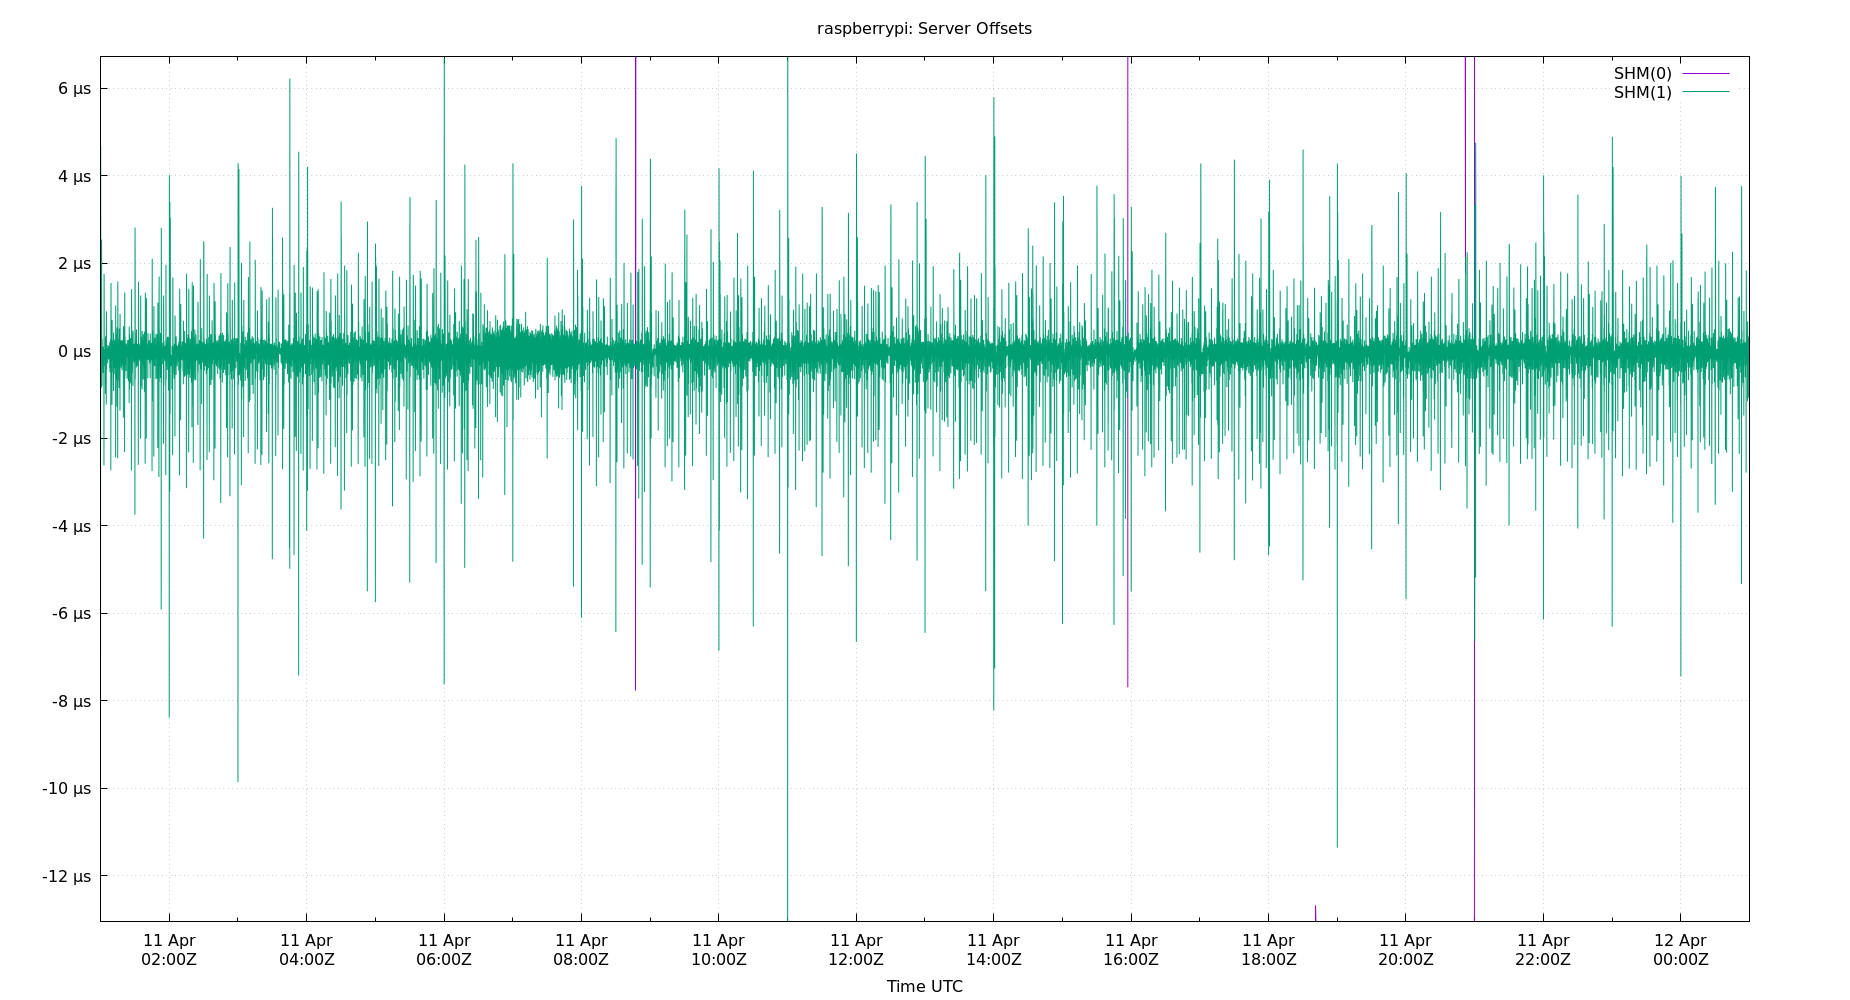 raspberrypi: Server Offsets
SHM(0)
SHM(1)
6 µs
4 µs
2 µs
0 µs
-2 µs
-4 µs
-6 µs
-8 µs
-10 µs
-12 µs
11 Apr 11 Apr 11 Apr 11 Apr 11 Apr 11 Apr 11 Apr 11 Apr 11 Apr 11 Apr 11 Apr 12 Apr
02:00Z 04:00Z 06:00Z 08:00Z 10:00Z 12:00Z 14:00Z 16:00Z 18:00Z 20:00Z 22:00Z 00:00Z
Time UTC